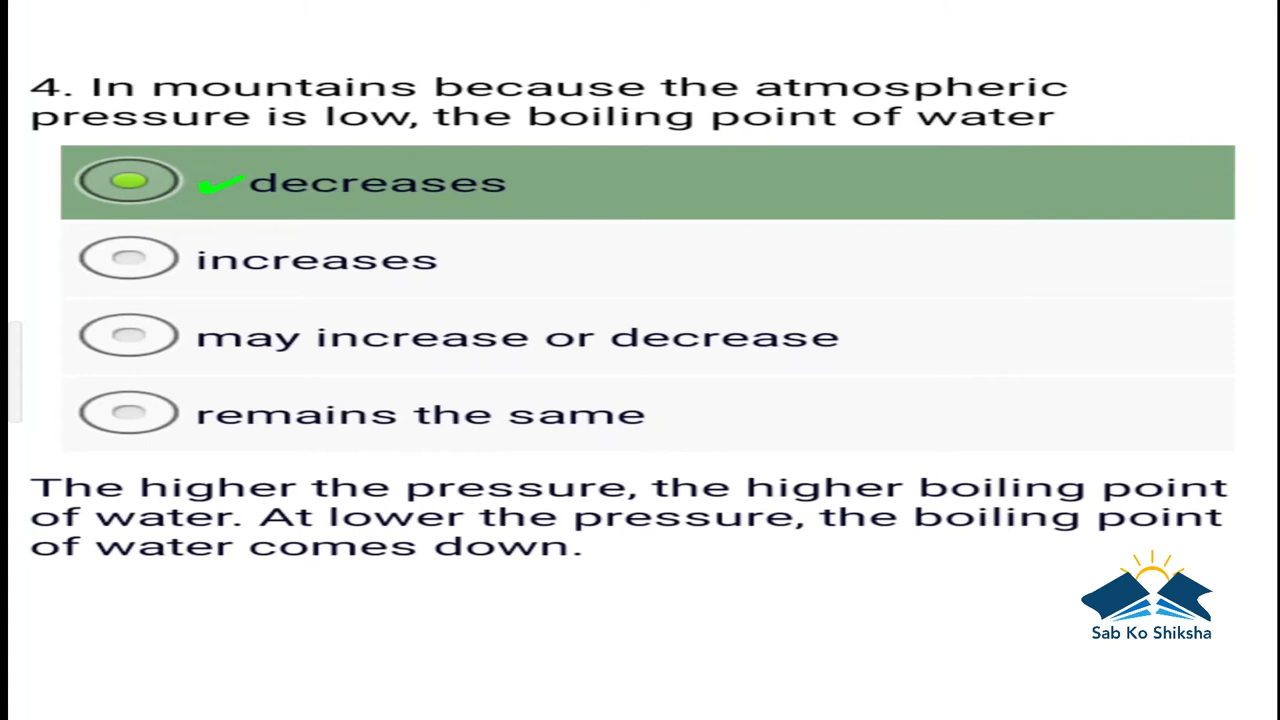 4. In mountains because the atmospheric
pressure is low, the boiling point of water
✓decreases
increases
may increase or decrease
remains the same
The higher the pressure, the higher boiling point
of water. At lower the pressure, the boiling point
of water comes down.
Sab Ko Shiksha